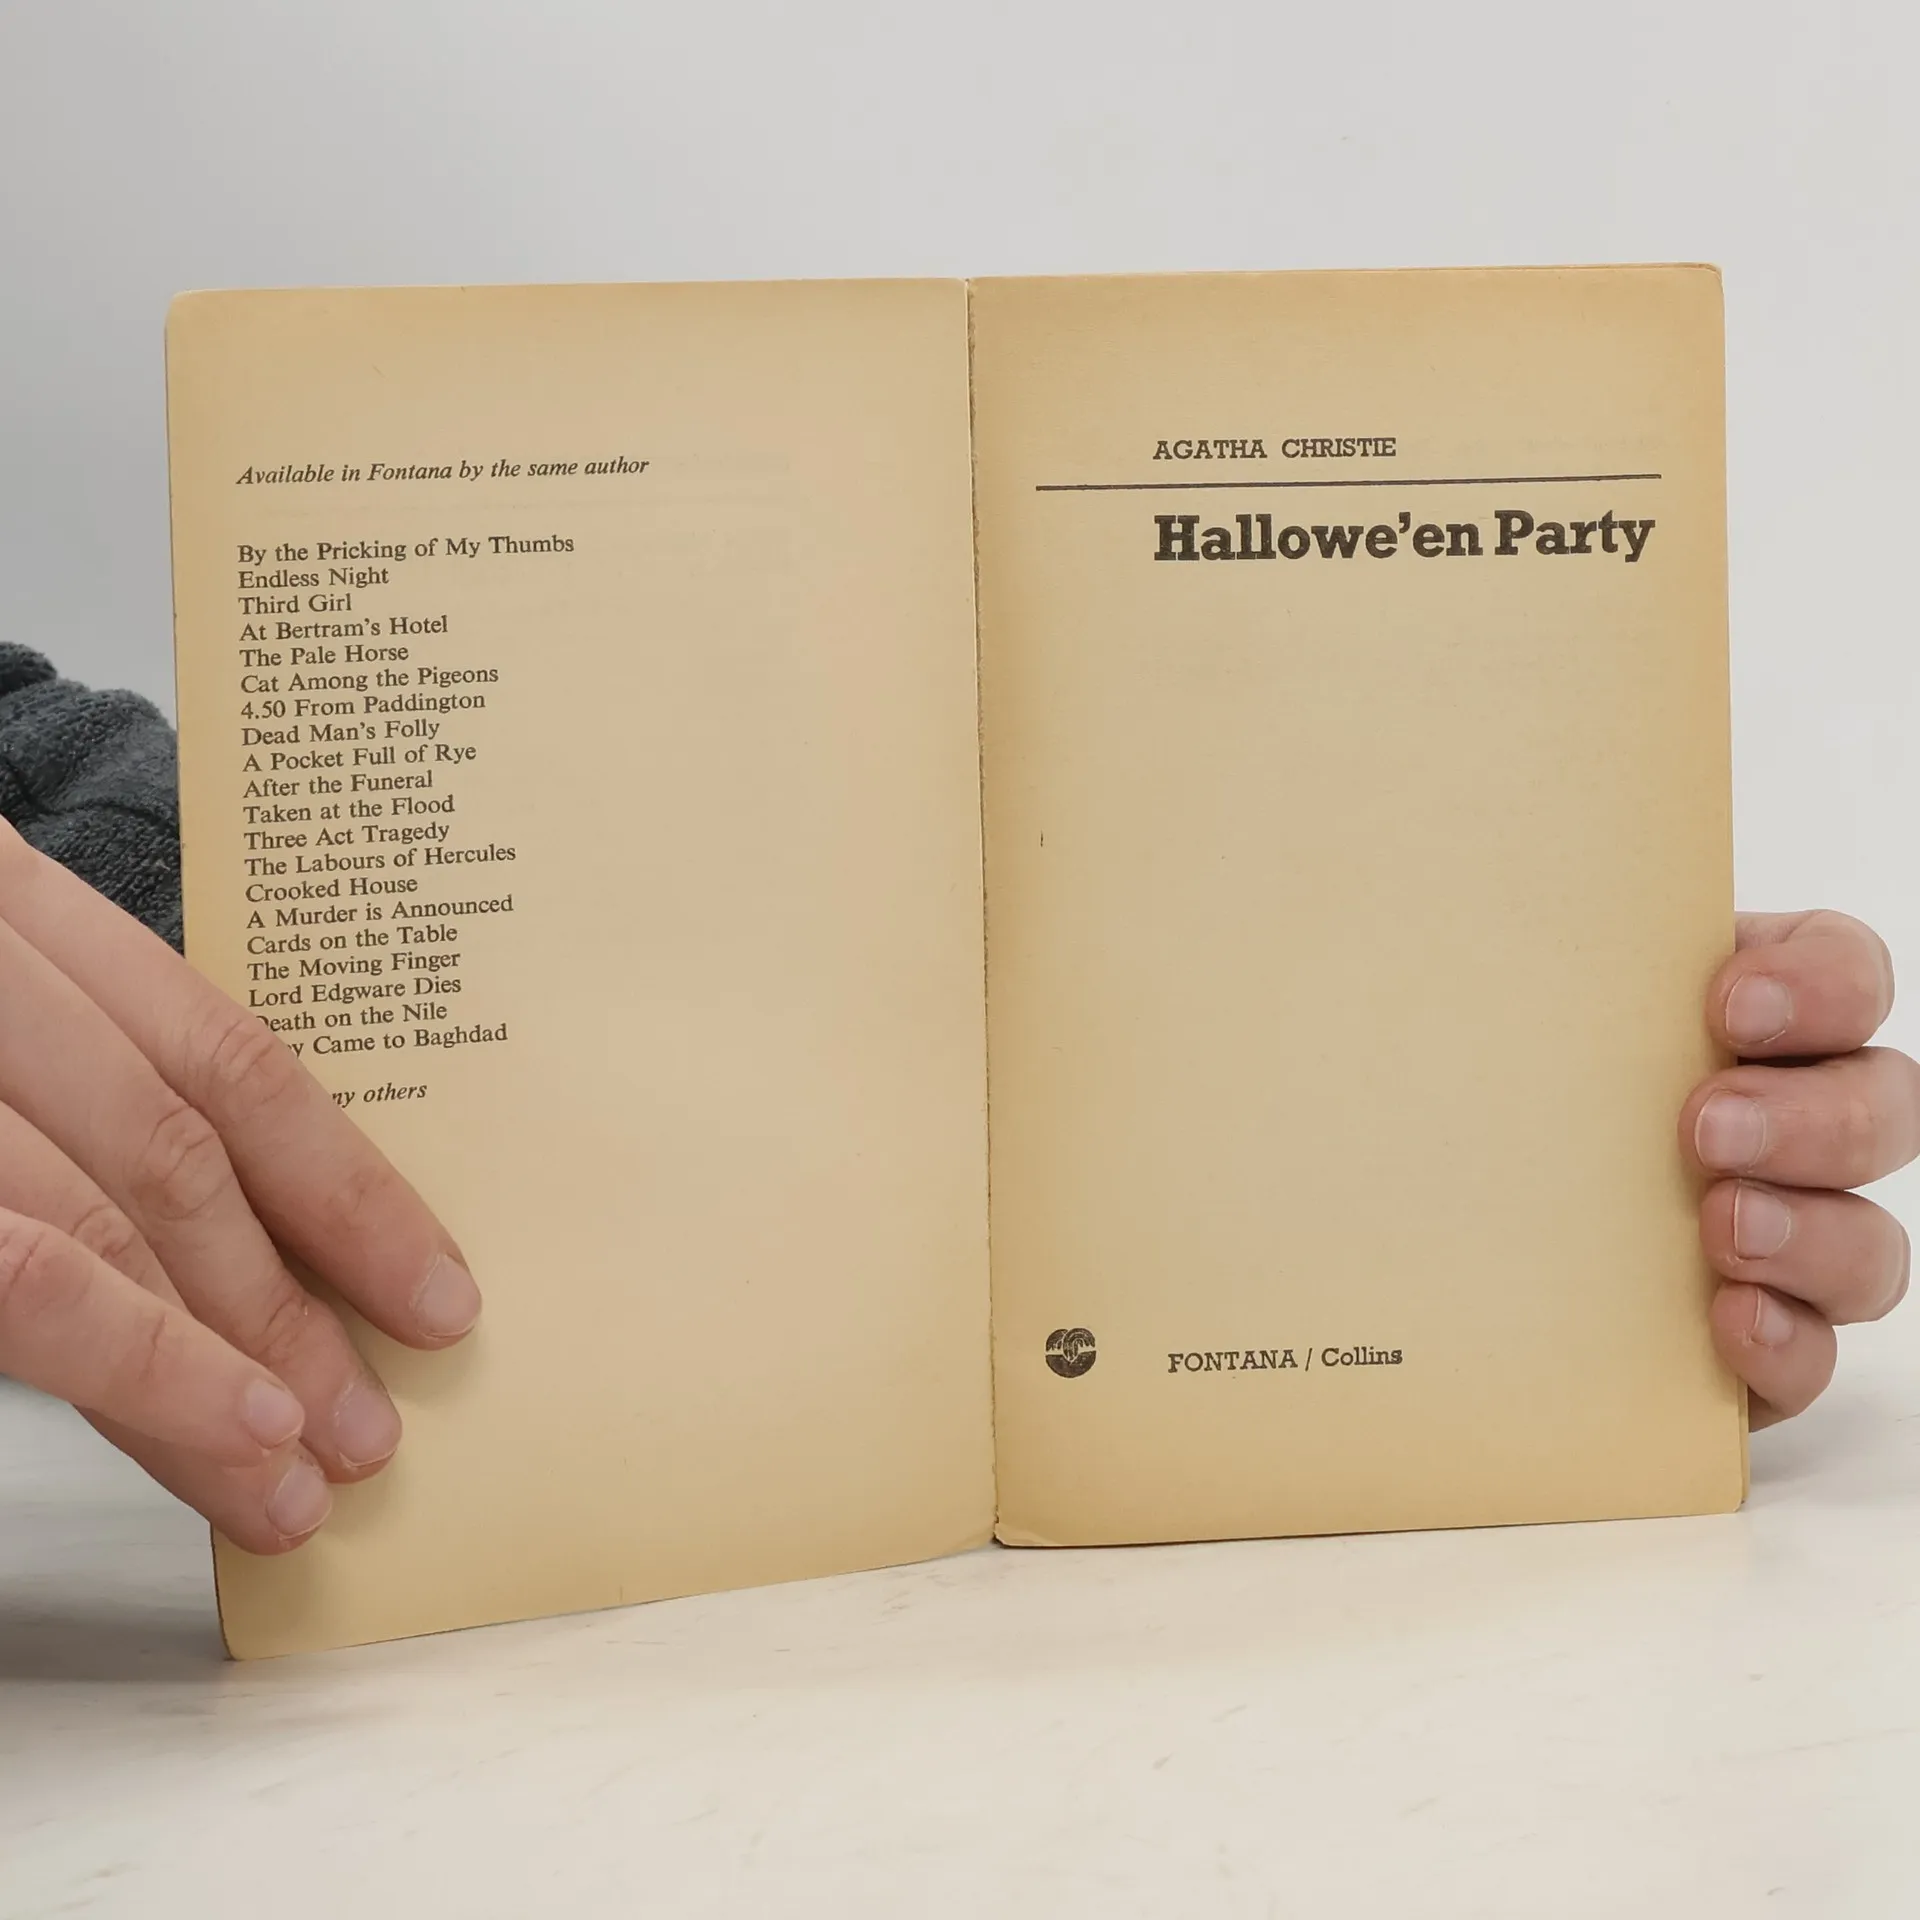 Available in Fontana by the same author
By the Pricking of My Thumbs
Endless Night
Third Girl
At Bertram's Hotel
The Pale Horse
Cat Among the Pigeons
4.50 From Paddington
Dead Man's Folly
A Pocket Full of Rye
After the Funeral
Taken at the Flood
Three Act Tragedy
The Labours of Hercules
Crooked House
A Murder is Announced
Cards on the Table
The Moving Finger
Lord Edgware Dies
Death on the Nile
Came to Baghdad
others
AGATHA CHRISTIE
Hallowe'en Party
FONTANA / Collins